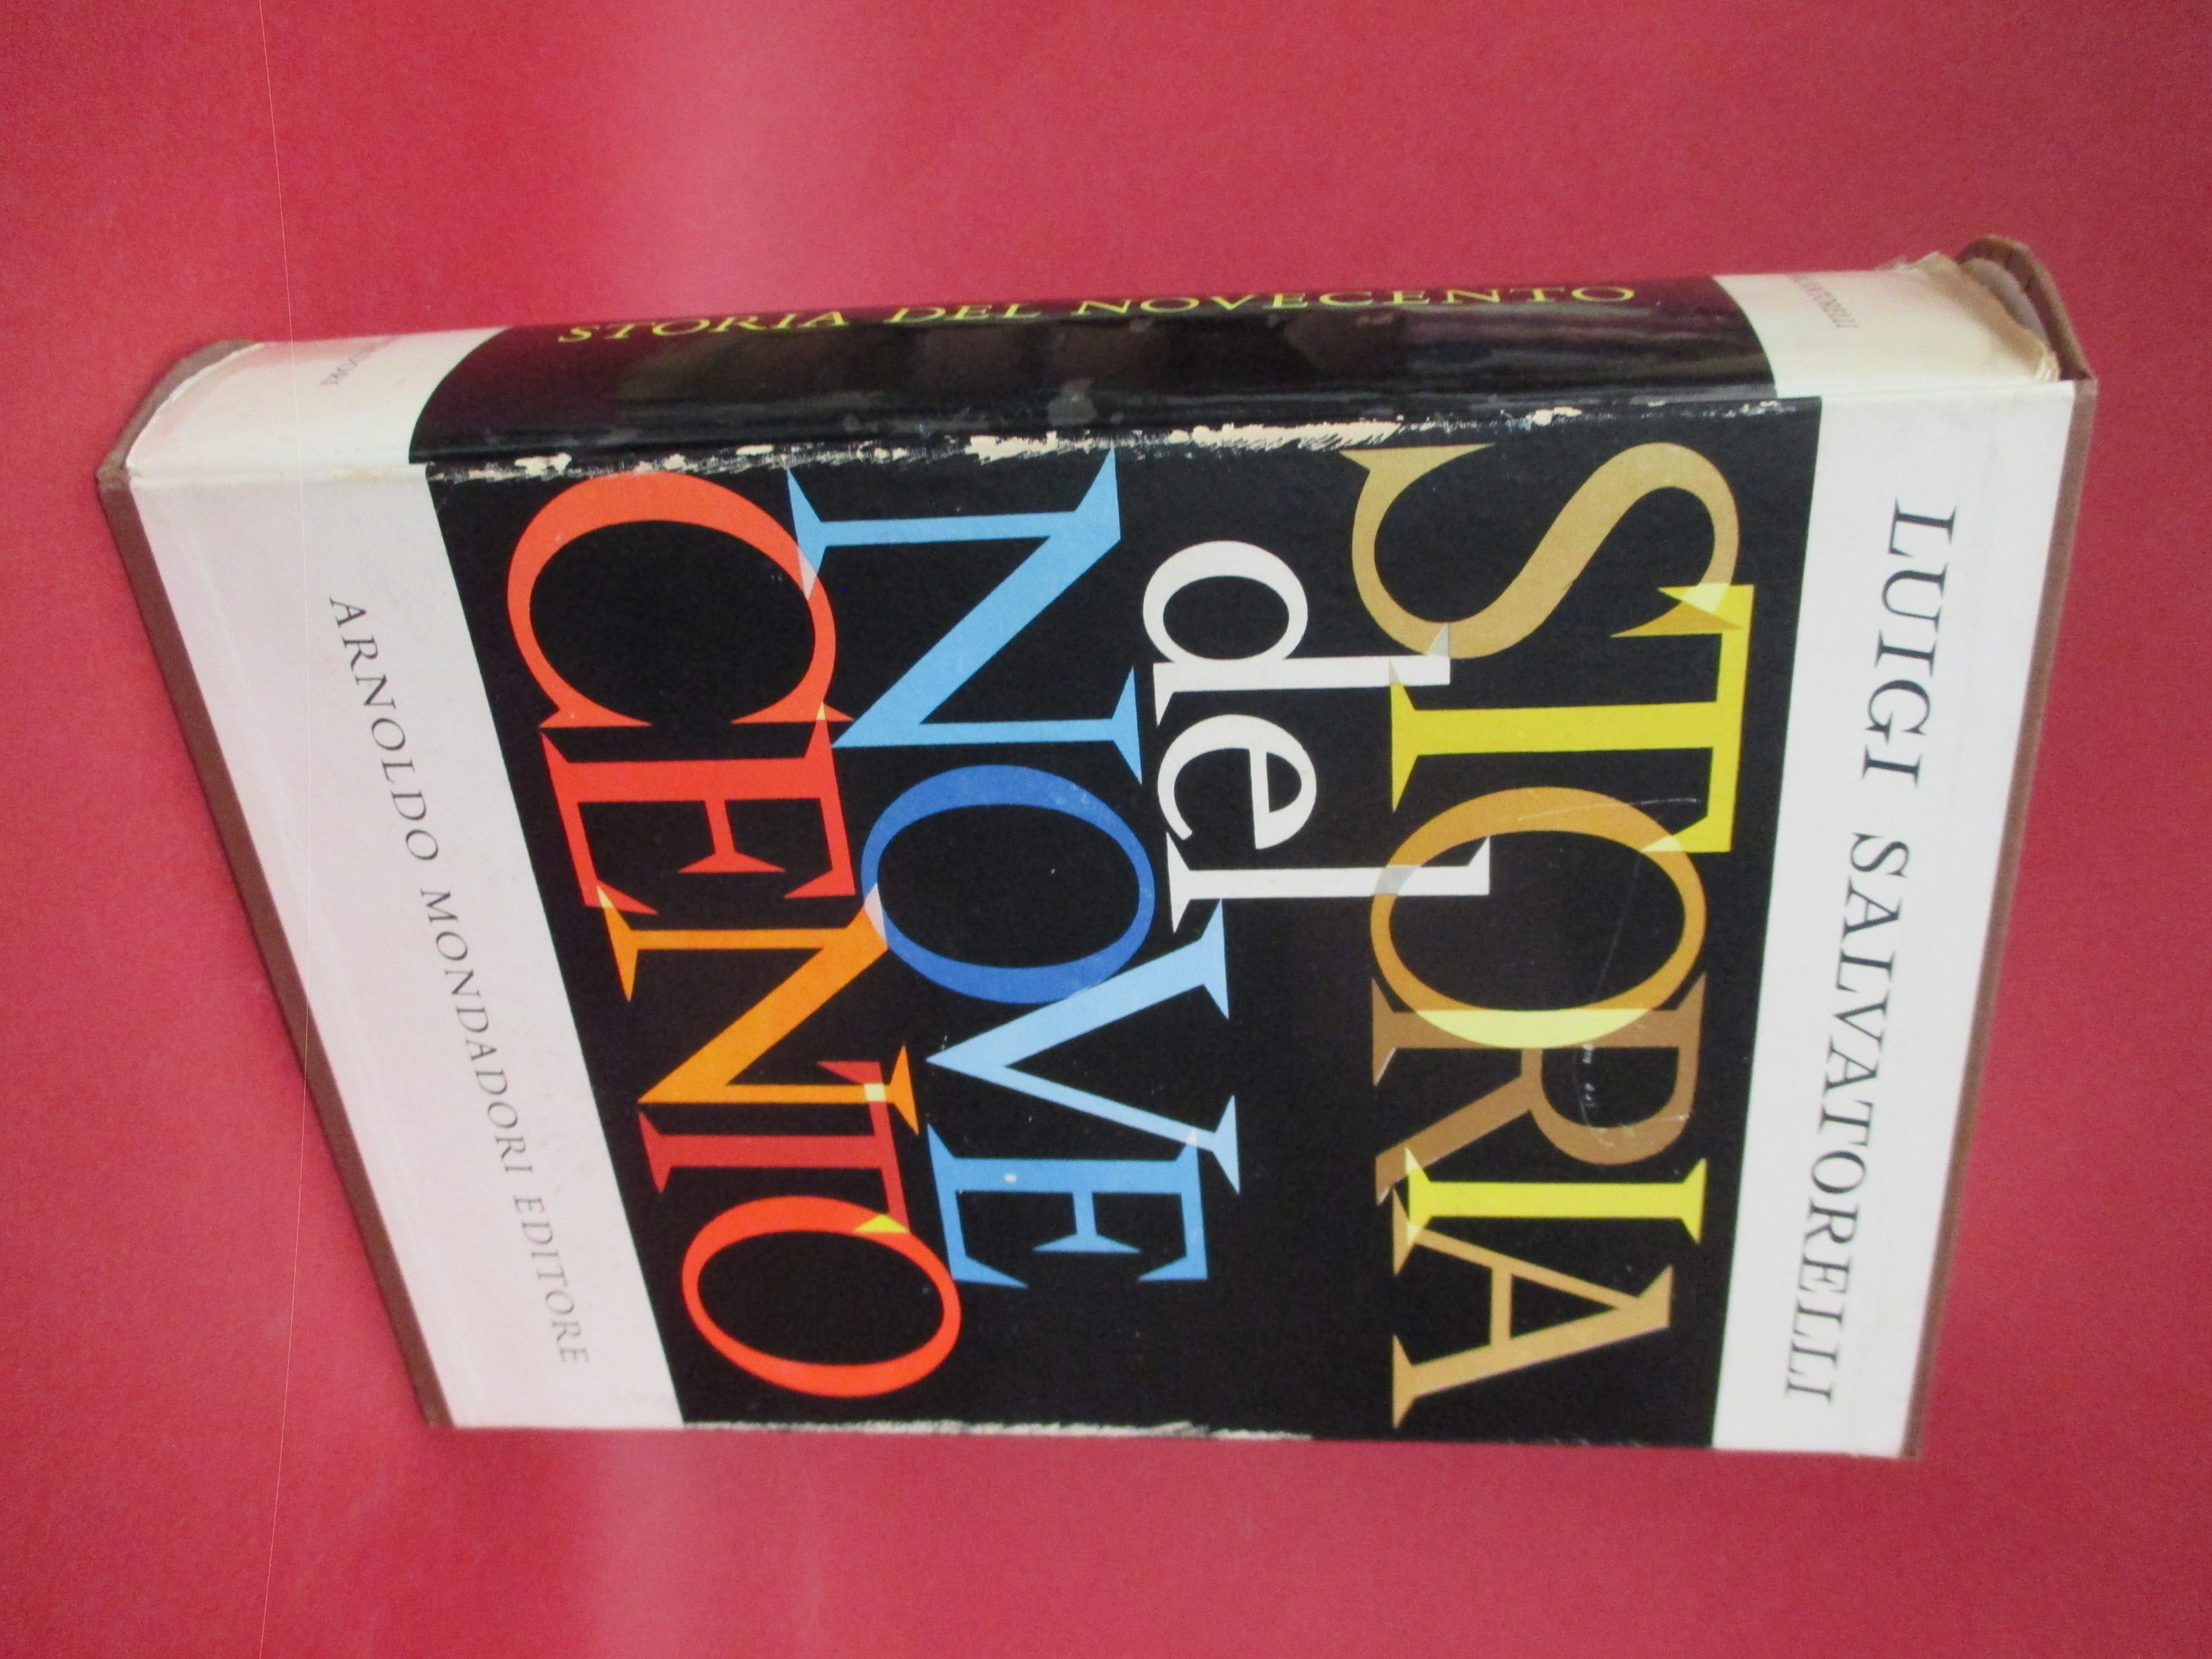 LUIGI SALVATORELLI
STORIA
del
NOVE
CENTO
ARNOLDO MONDADORI EDITORE
STORIA DEL NOVECENTO